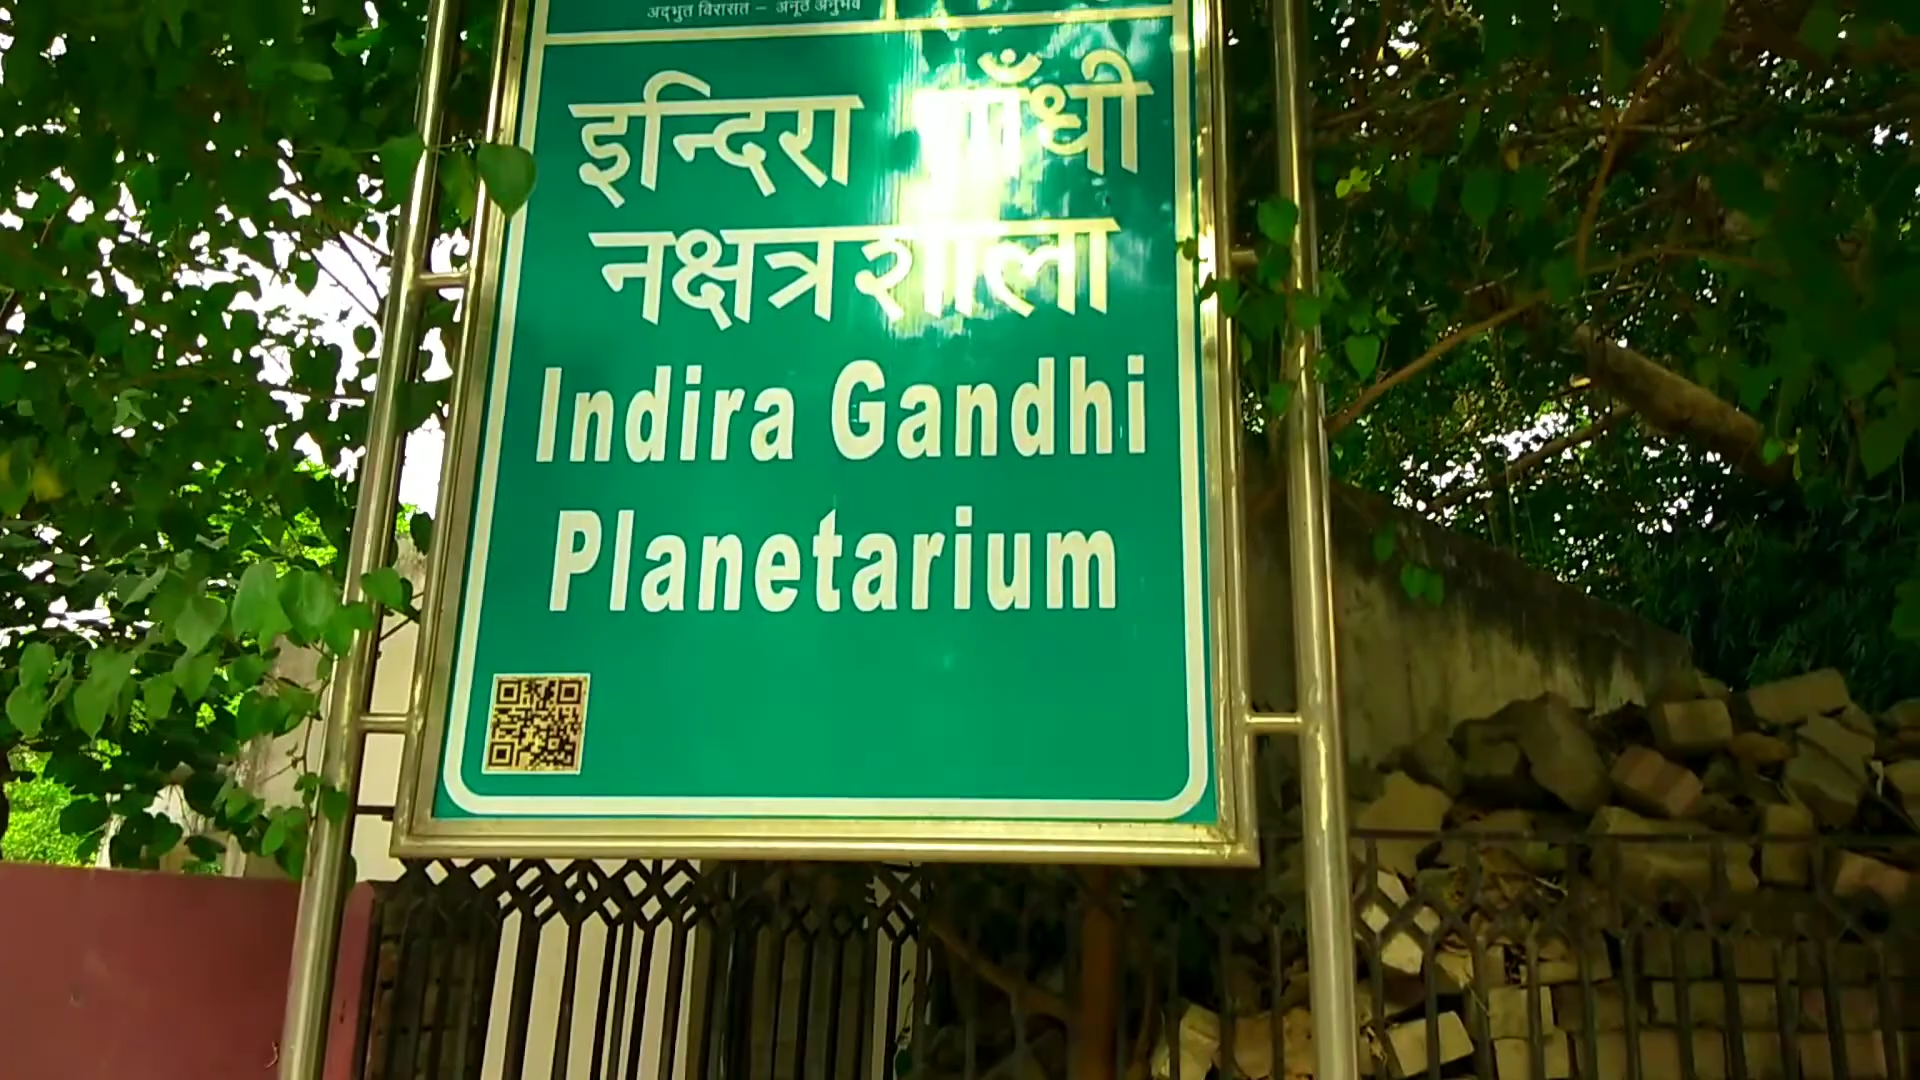 अद्भुत विरासत – अनूठे अनुभव
इन्दिरा गाँधी
नक्षत्रशाला
Indira Gandhi
Planetarium